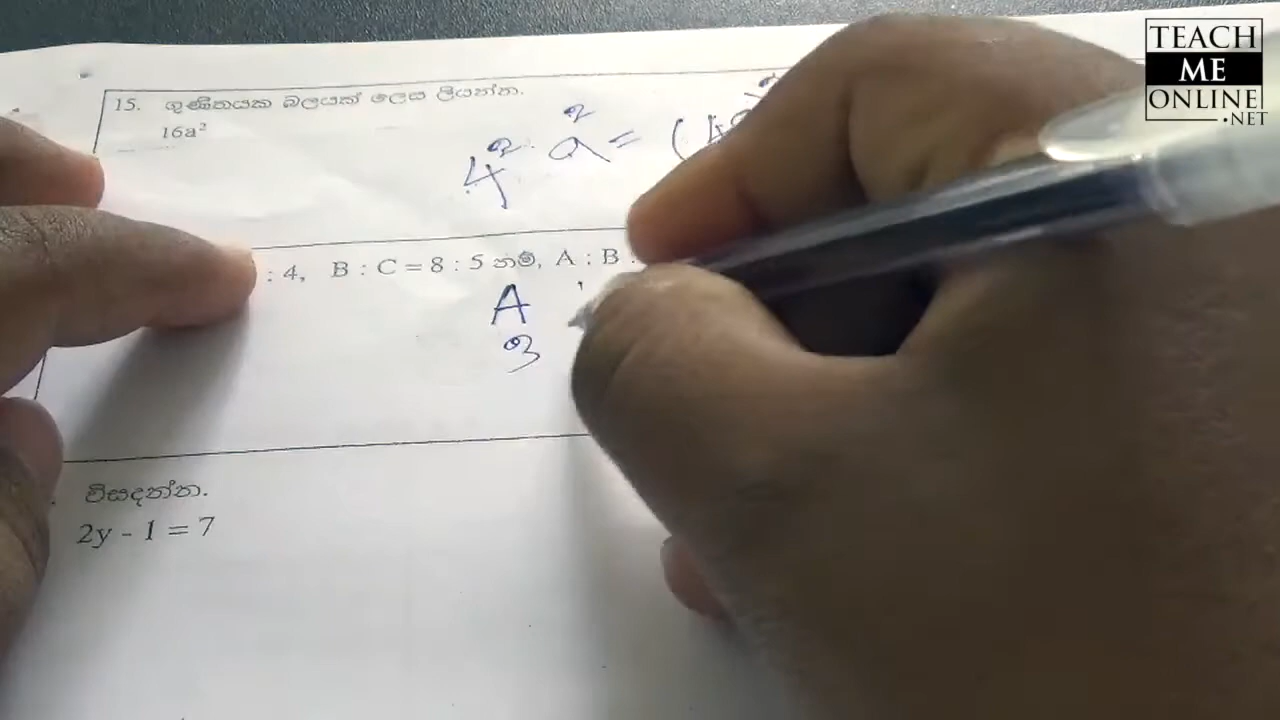 TEACH
ME
ONLINE
.NET
15. ගුණිතයක බලයක් ලෙස ලියන්න.
16a²
4² a² = (4
: 4, B : C = 8 : 5 නම්, A : B :
A :
3
විසඳන්න.
2y - 1 = 7